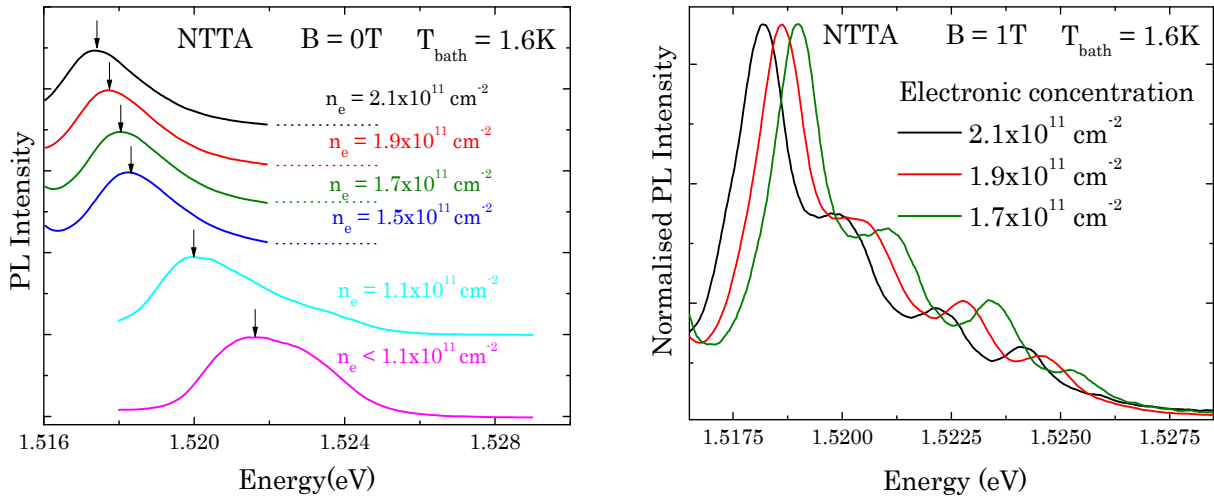 NTTA B = 0T T_bath = 1.6K
n_e = 2.1x10^11 cm^-2
n_e = 1.9x10^11 cm^-2
n_e = 1.7x10^11 cm^-2
n_e = 1.5x10^11 cm^-2
n_e = 1.1x10^11 cm^-2
n_e < 1.1x10^11 cm^-2
PL Intensity
1.516 1.520 1.524 1.528
Energy(eV)
NTTA B = 1T T_bath = 1.6K
Electronic concentration
2.1x10^11 cm^-2
1.9x10^11 cm^-2
1.7x10^11 cm^-2
Normalised PL Intensity
1.5175 1.5200 1.5225 1.5250 1.5275
Energy (eV)